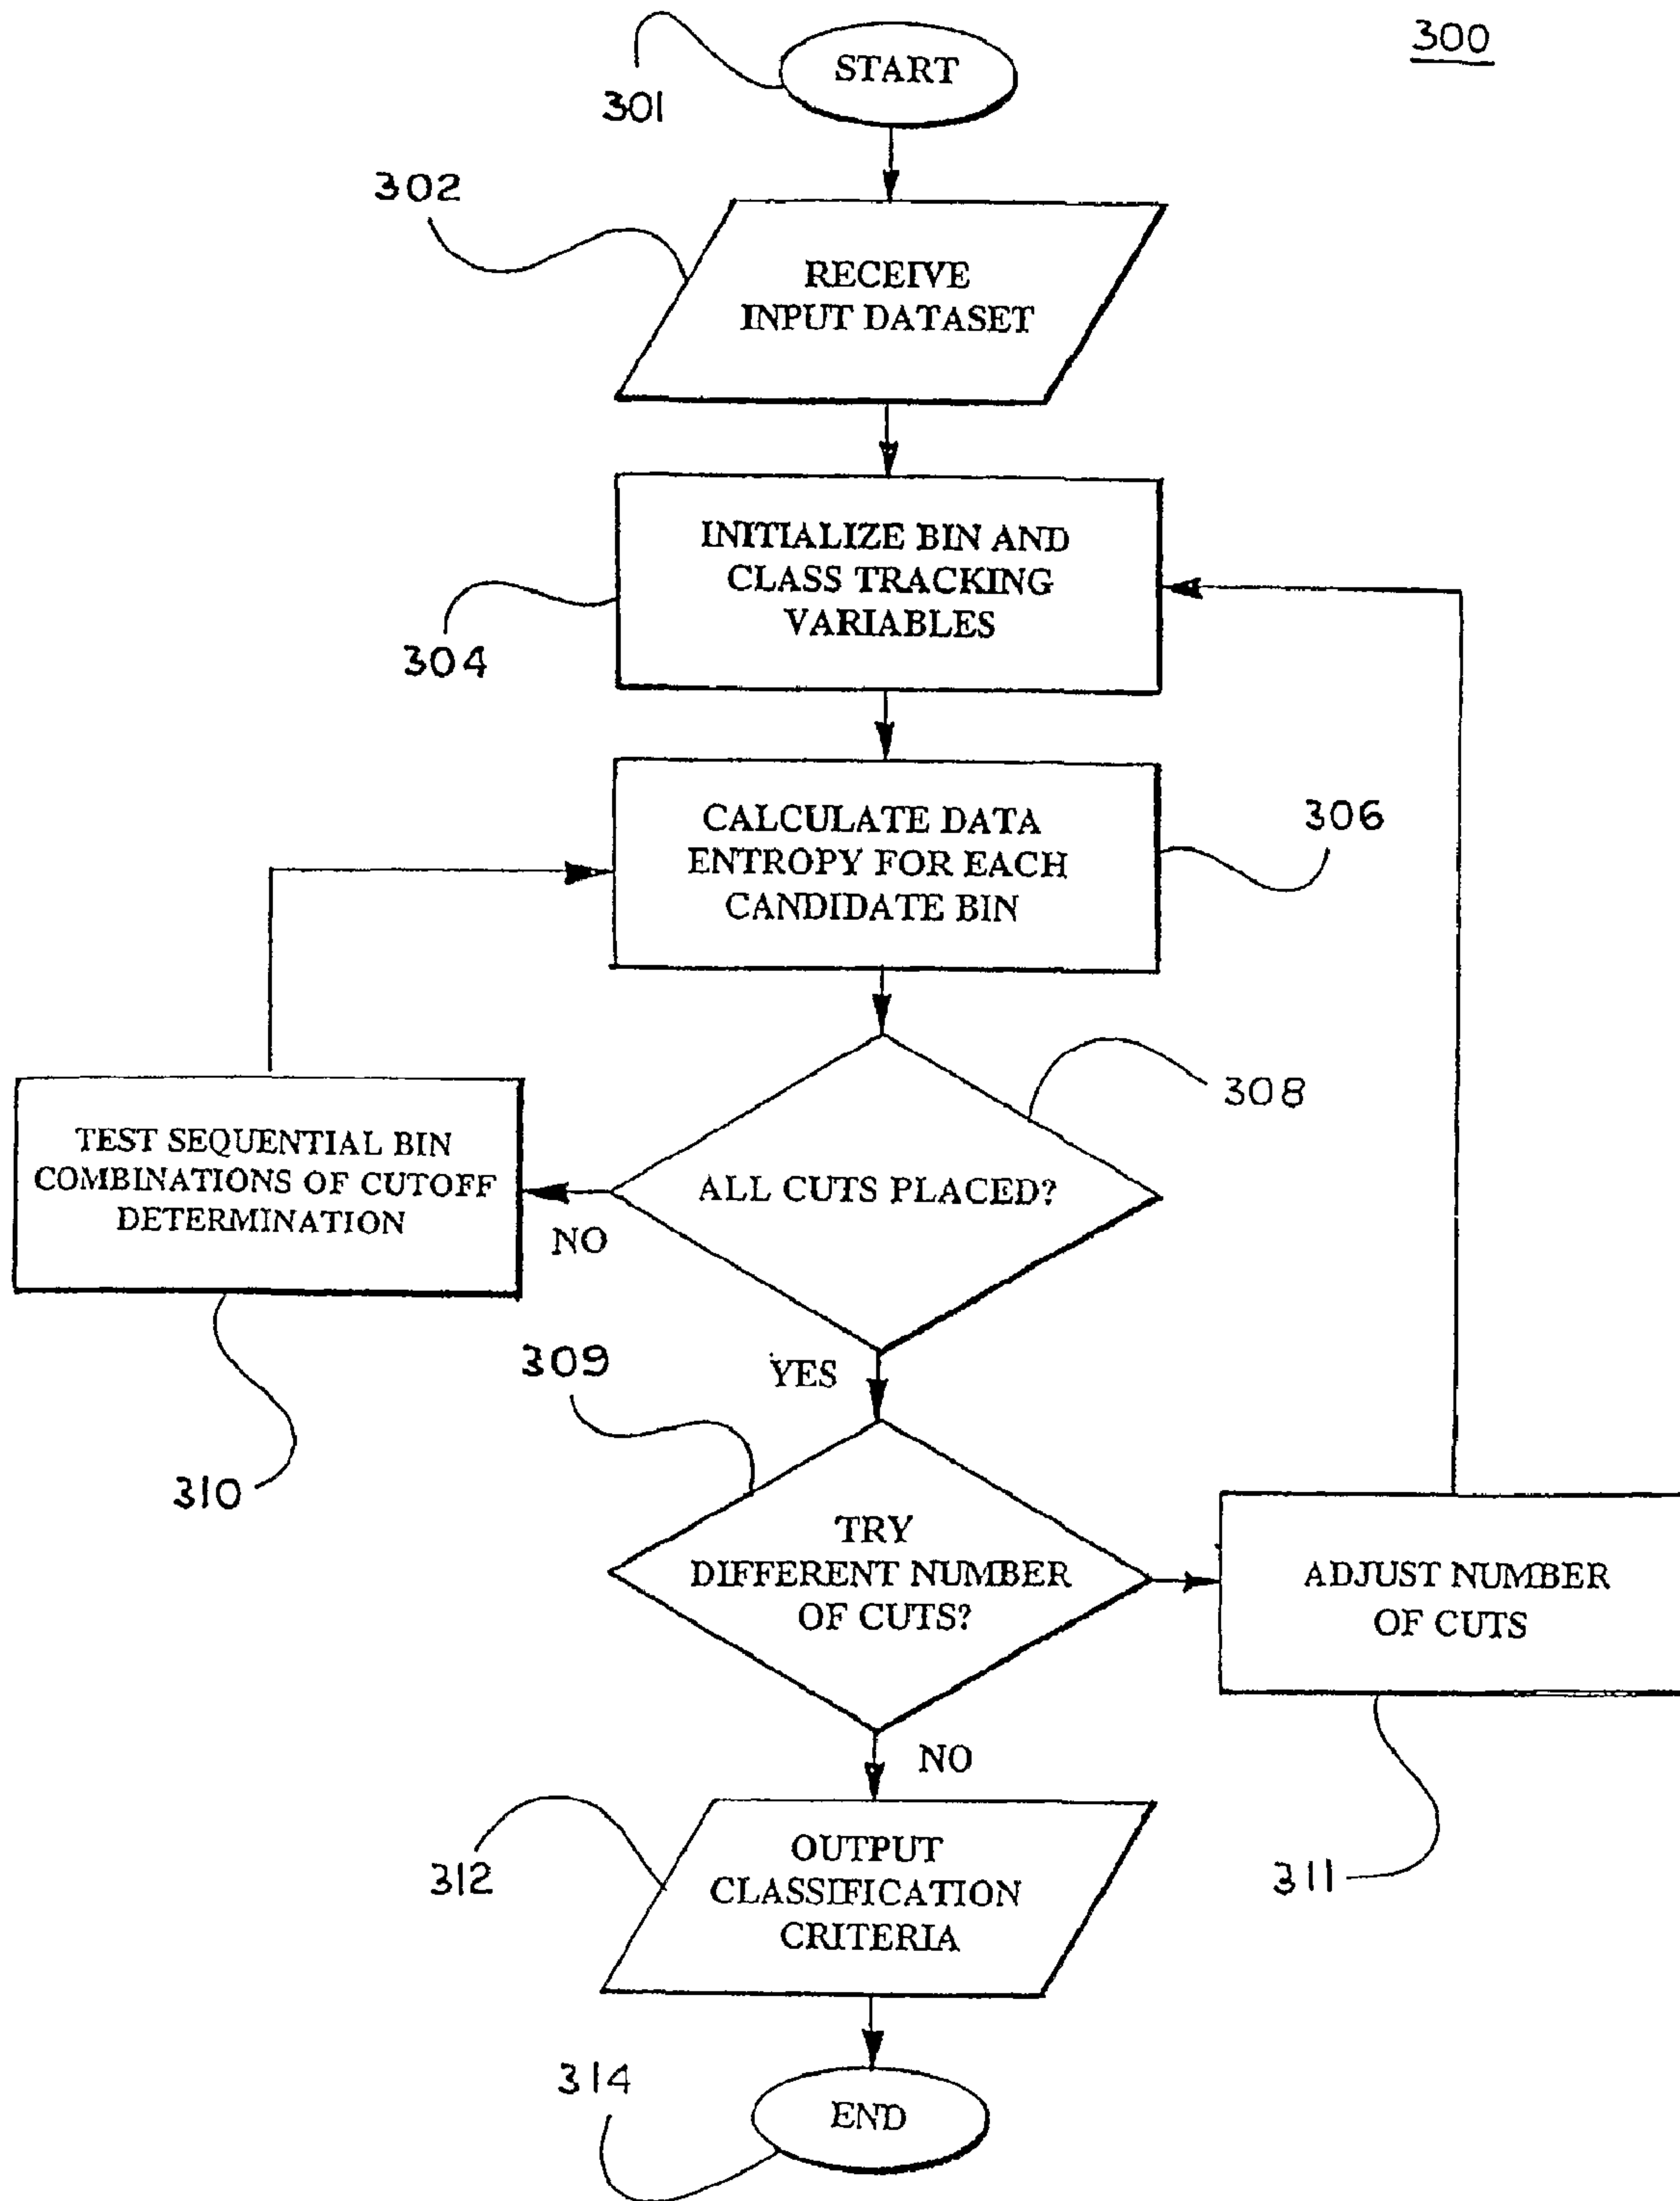 300
START
301
302
RECEIVE
INPUT DATASET
INITIALIZE BIN AND
CLASS TRACKING
VARIABLES
304
CALCULATE DATA
ENTROPY FOR EACH
CANDIDATE BIN
306
308
ALL CUTS PLACED?
TEST SEQUENTIAL BIN
COMBINATIONS OF CUTOFF
DETERMINATION
NO
310
YES
309
TRY
DIFFERENT NUMBER
OF CUTS?
ADJUST NUMBER
OF CUTS
311
NO
OUTPUT
CLASSIFICATION
CRITERIA
312
314
END